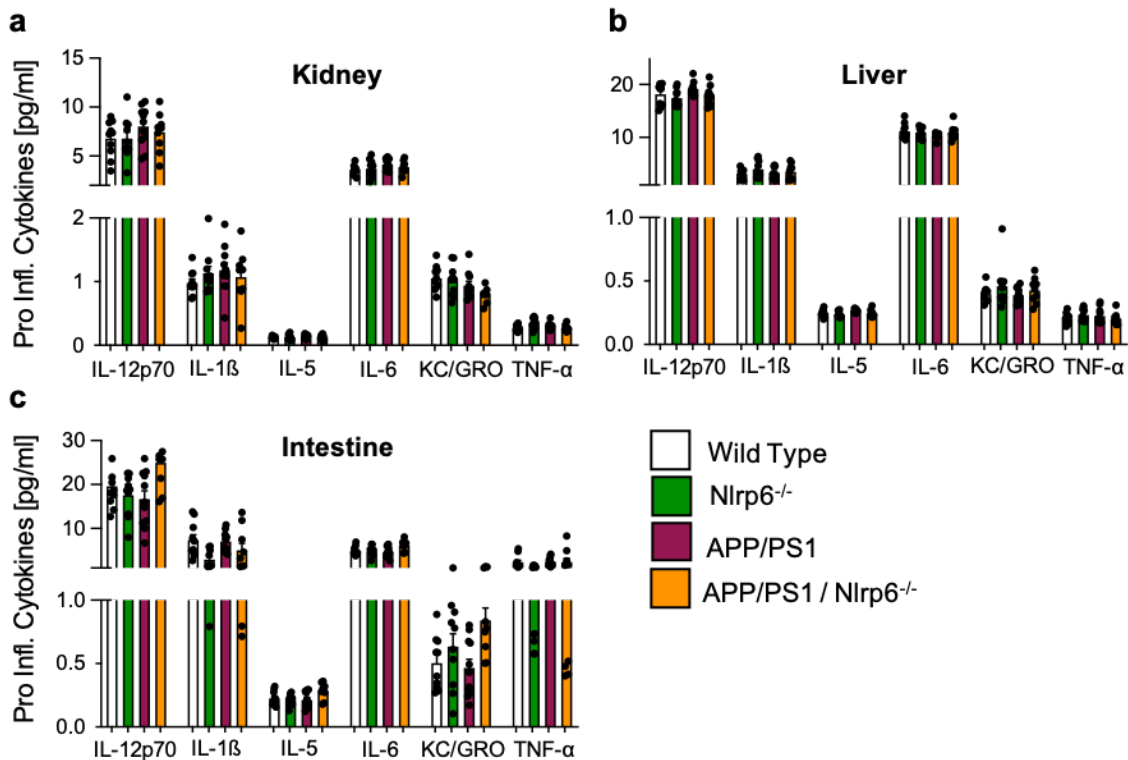 a
Kidney
Pro Infl. Cytokines [pg/ml]
15
10
5
2
1
0
IL-12p70 IL-1ß IL-5 IL-6 KC/GRO TNF-α
b
Liver
20
10
1.0
0.5
0.0
IL-12p70 IL-1ß IL-5 IL-6 KC/GRO TNF-α
c
Intestine
Pro Infl. Cytokines [pg/ml]
30
20
10
1.0
0.5
0.0
IL-12p70 IL-1ß IL-5 IL-6 KC/GRO TNF-α
Wild Type
Nlrp6-/-
APP/PS1
APP/PS1 / Nlrp6-/-